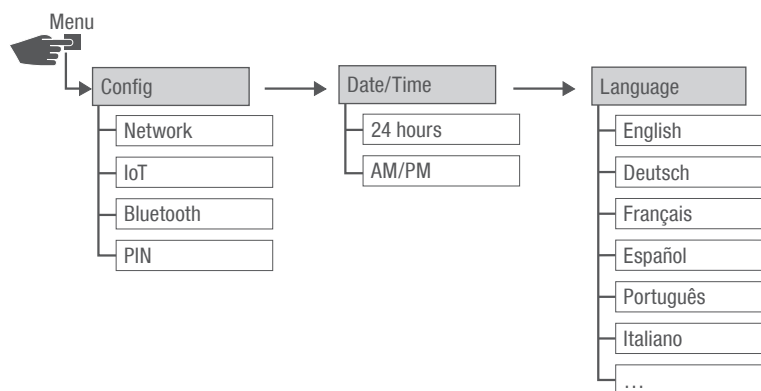 Menu
Config
Network
IoT
Bluetooth
PIN
Date/Time
24 hours
AM/PM
Language
English
Deutsch
Français
Español
Português
Italiano
…